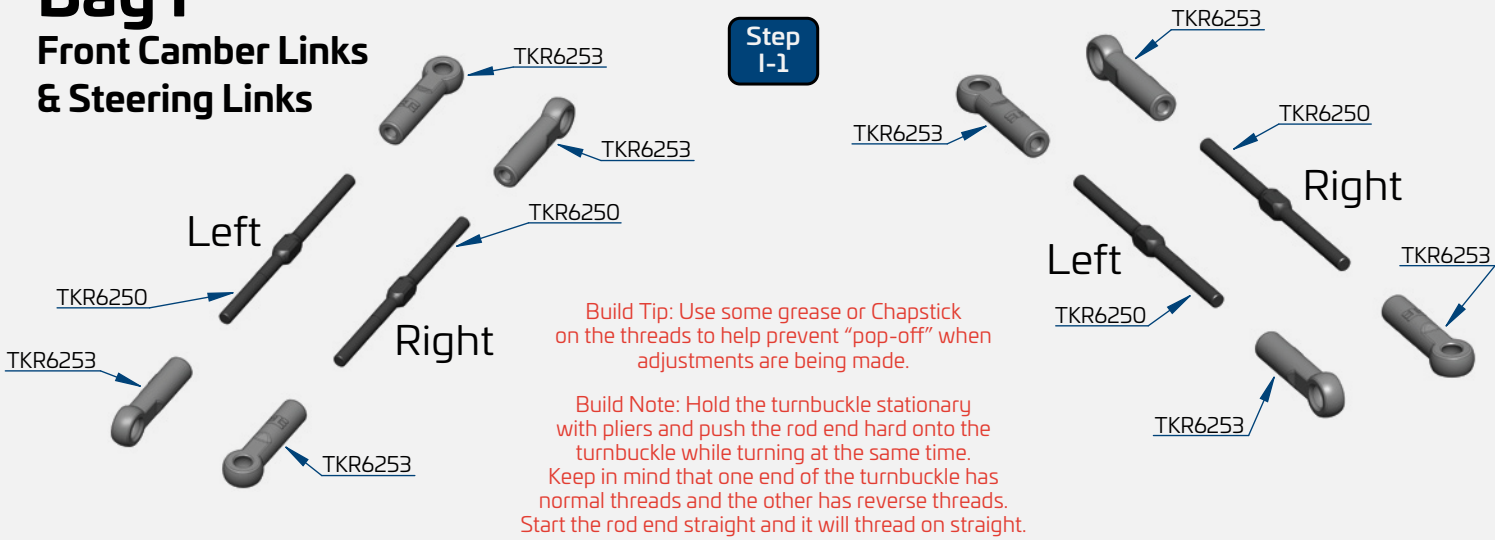 Front Camber Links
& Steering Links
Step
I-1
TKR6253
TKR6253
Left
TKR6250
TKR6250
Right
TKR6253
TKR6253
TKR6253
TKR6253
TKR6250
Right
Left
TKR6250
TKR6253
TKR6253
Build Tip: Use some grease or Chapstick
on the threads to help prevent “pop-off” when
adjustments are being made.
Build Note: Hold the turnbuckle stationary
with pliers and push the rod end hard onto the
turnbuckle while turning at the same time.
Keep in mind that one end of the turnbuckle has
normal threads and the other has reverse threads.
Start the rod end straight and it will thread on straight.